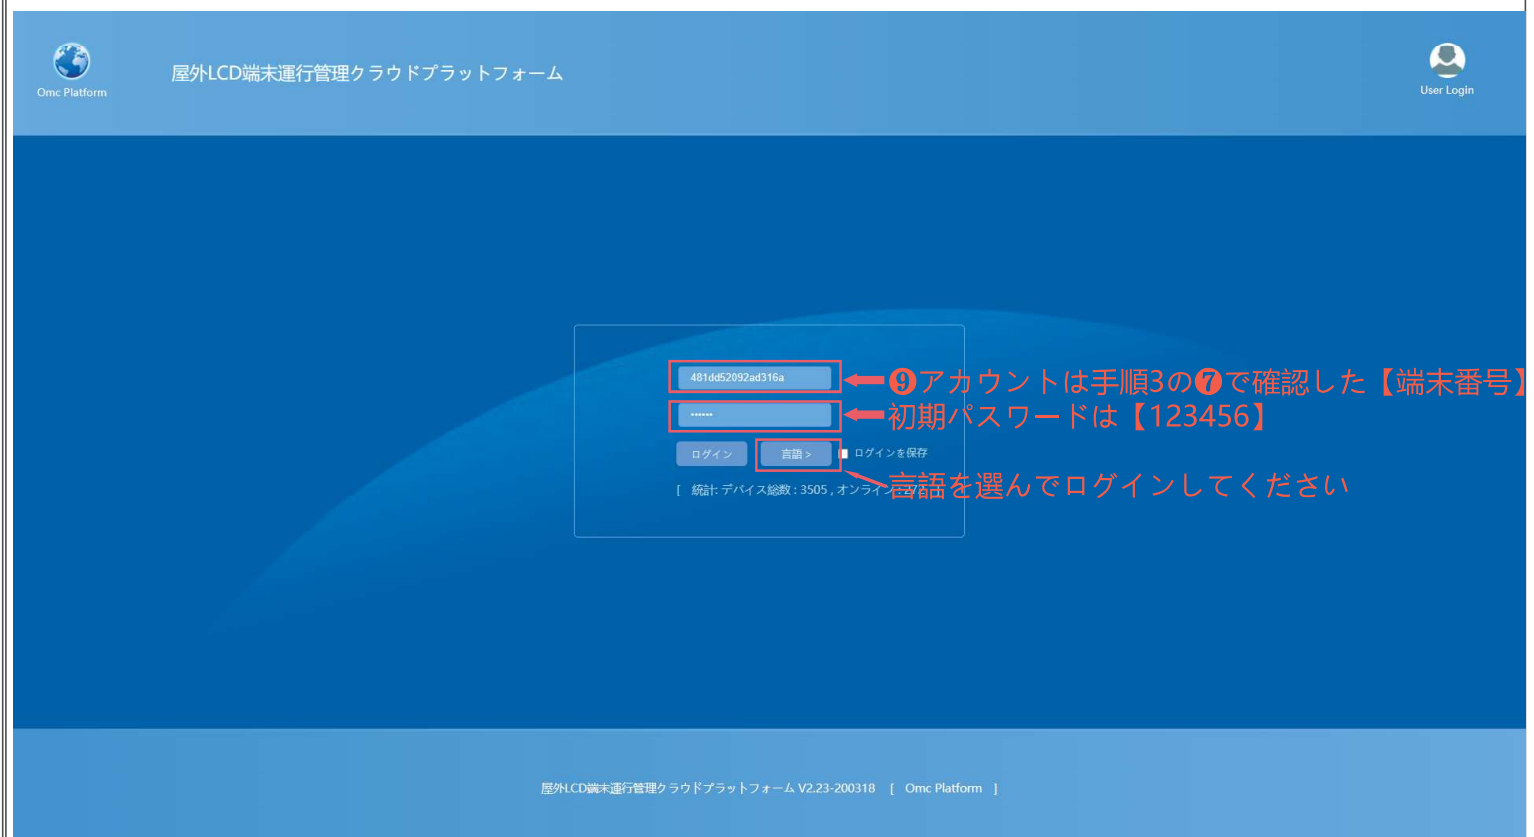 屋外LCD端末運行管理クラウドプラットフォーム
Omc Platform
User Login
481dd52092ad316a
❾アカウントは手順3の❼で確認した【端末番号】
••••••
初期パスワードは【123456】
ログイン
言語 >
ログインを保存
言語を選んでログインしてください
[ 統計: デバイス総数 : 3505 , オンライン : 272
屋外LCD端末運行管理クラウドプラットフォーム V2.23-200318 [ Omc Platform ]